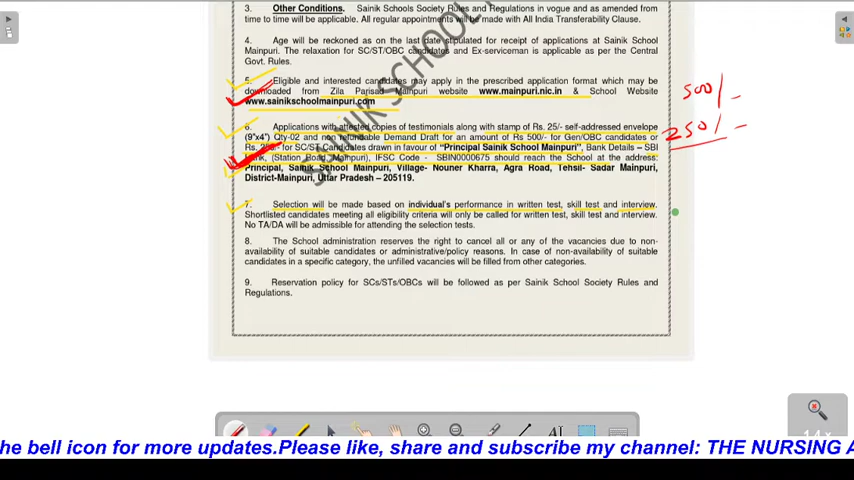 3. Other Conditions. Sainik Schools Society Rules and Regulations in vogue and as amended from
time to time will be applicable. All regular appointments will be made with All India Transferability Clause.
4. Age will be reckoned as on the last date stipulated for receipt of applications at Sainik School
Mainpuri. The relaxation for SC/ST/OBC candidates and Ex-serviceman is applicable as per the Central
Govt. Rules.
5. Eligible and interested candidates may apply in the prescribed application format which may be
downloaded from Zila Parisad Mainpuri website www.mainpuri.nic.in & School Website
www.sainikschoolmainpuri.com
6. Applications with attested copies of testimonials along with stamp of Rs. 25/- self-addressed envelope
(9"x4") Qty-02 and non refundable Demand Draft for an amount of Rs 500/- for Gen/OBC candidates or
Rs. 250/- for SC/ST Candidates drawn in favour of "Principal Sainik School Mainpuri", Bank Details – SBI
Bank, (Station Road, Mainpuri), IFSC Code - SBIN0000675 should reach the School at the address:
Principal, Sainik School Mainpuri, Village- Nouner Kharra, Agra Road, Tehsil- Sadar Mainpuri,
District-Mainpuri, Uttar Pradesh – 205119.
7. Selection will be made based on individual's performance in written test, skill test and interview.
Shortlisted candidates meeting all eligibility criteria will only be called for written test, skill test and interview.
No TA/DA will be admissible for attending the selection tests.
8. The School administration reserves the right to cancel all or any of the vacancies due to non-
availability of suitable candidates or administrative/policy reasons. In case of non-availability of suitable
candidates in a specific category, the unfilled vacancies will be filled from other categories.
9. Reservation policy for SCs/STs/OBCs will be followed as per Sainik School Society Rules and
Regulations.
SAINIK SCHOOL
500/-
250/-
he bell icon for more updates.Please like, share and subscribe my channel: THE NURSING A